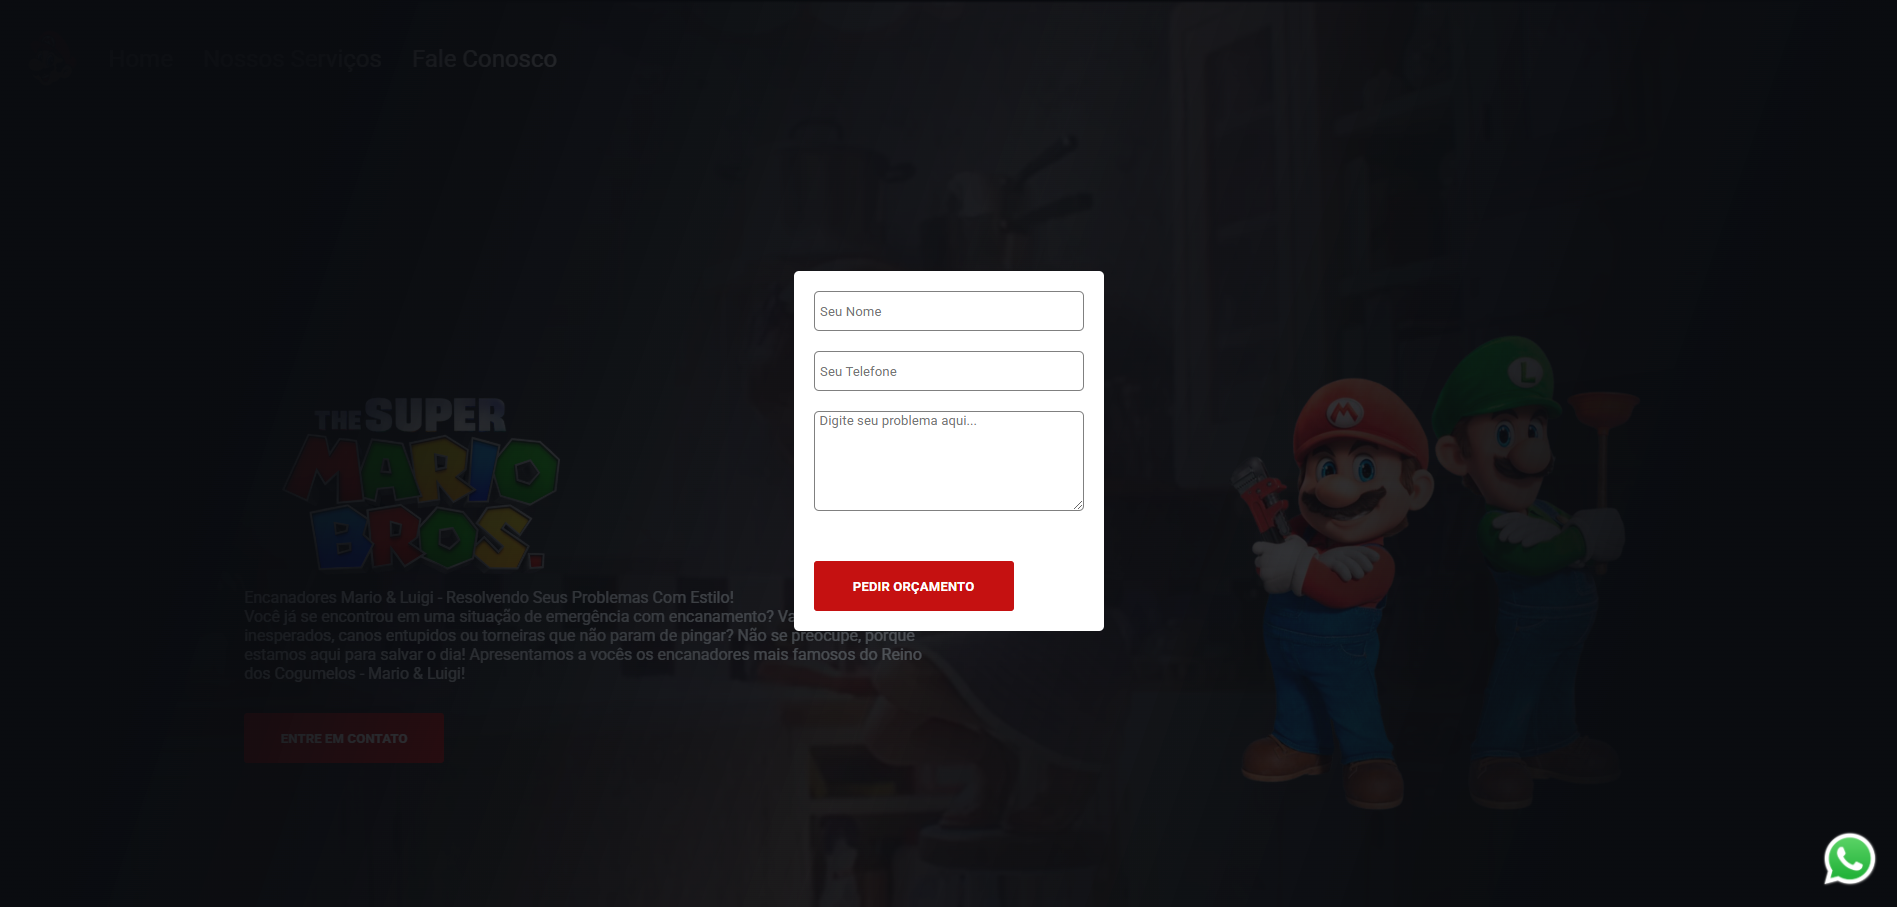 Home Nossos Serviços Fale Conosco
Seu Nome
Seu Telefone
Digite seu problema aqui...
PEDIR ORÇAMENTO
THE SUPER
MARIO
BROS.
Encanadores Mario & Luigi - Resolvendo Seus Problemas Com Estilo!
Você já se encontrou em uma situação de emergência com encanamento? Va
inesperados, canos entupidos ou torneiras que não param de pingar? Não se preocupe, porque
estamos aqui para salvar o dia! Apresentamos a vocês os encanadores mais famosos do Reino
dos Cogumelos - Mario & Luigi!
ENTRE EM CONTATO
M
L